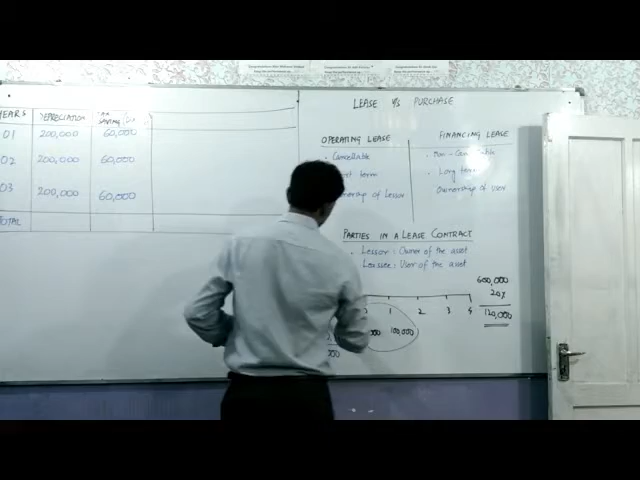 YEARS DEPRECIATION TAX SAVING
01 200,000 60,000
02 200,000 60,000
03 200,000 60,000
TOTAL
LEASE V/S PURCHASE
OPERATING LEASE
• Cancellable
term
Ownership of Lessor
FINANCING LEASE
• Non-Cancellable
• Long term
Ownership of User
PARTIES IN A LEASE CONTRACT
• Lessor: Owner of the asset
Lessee: User of the asset
1 2 3 4
100,000
600,000
20%
120,000